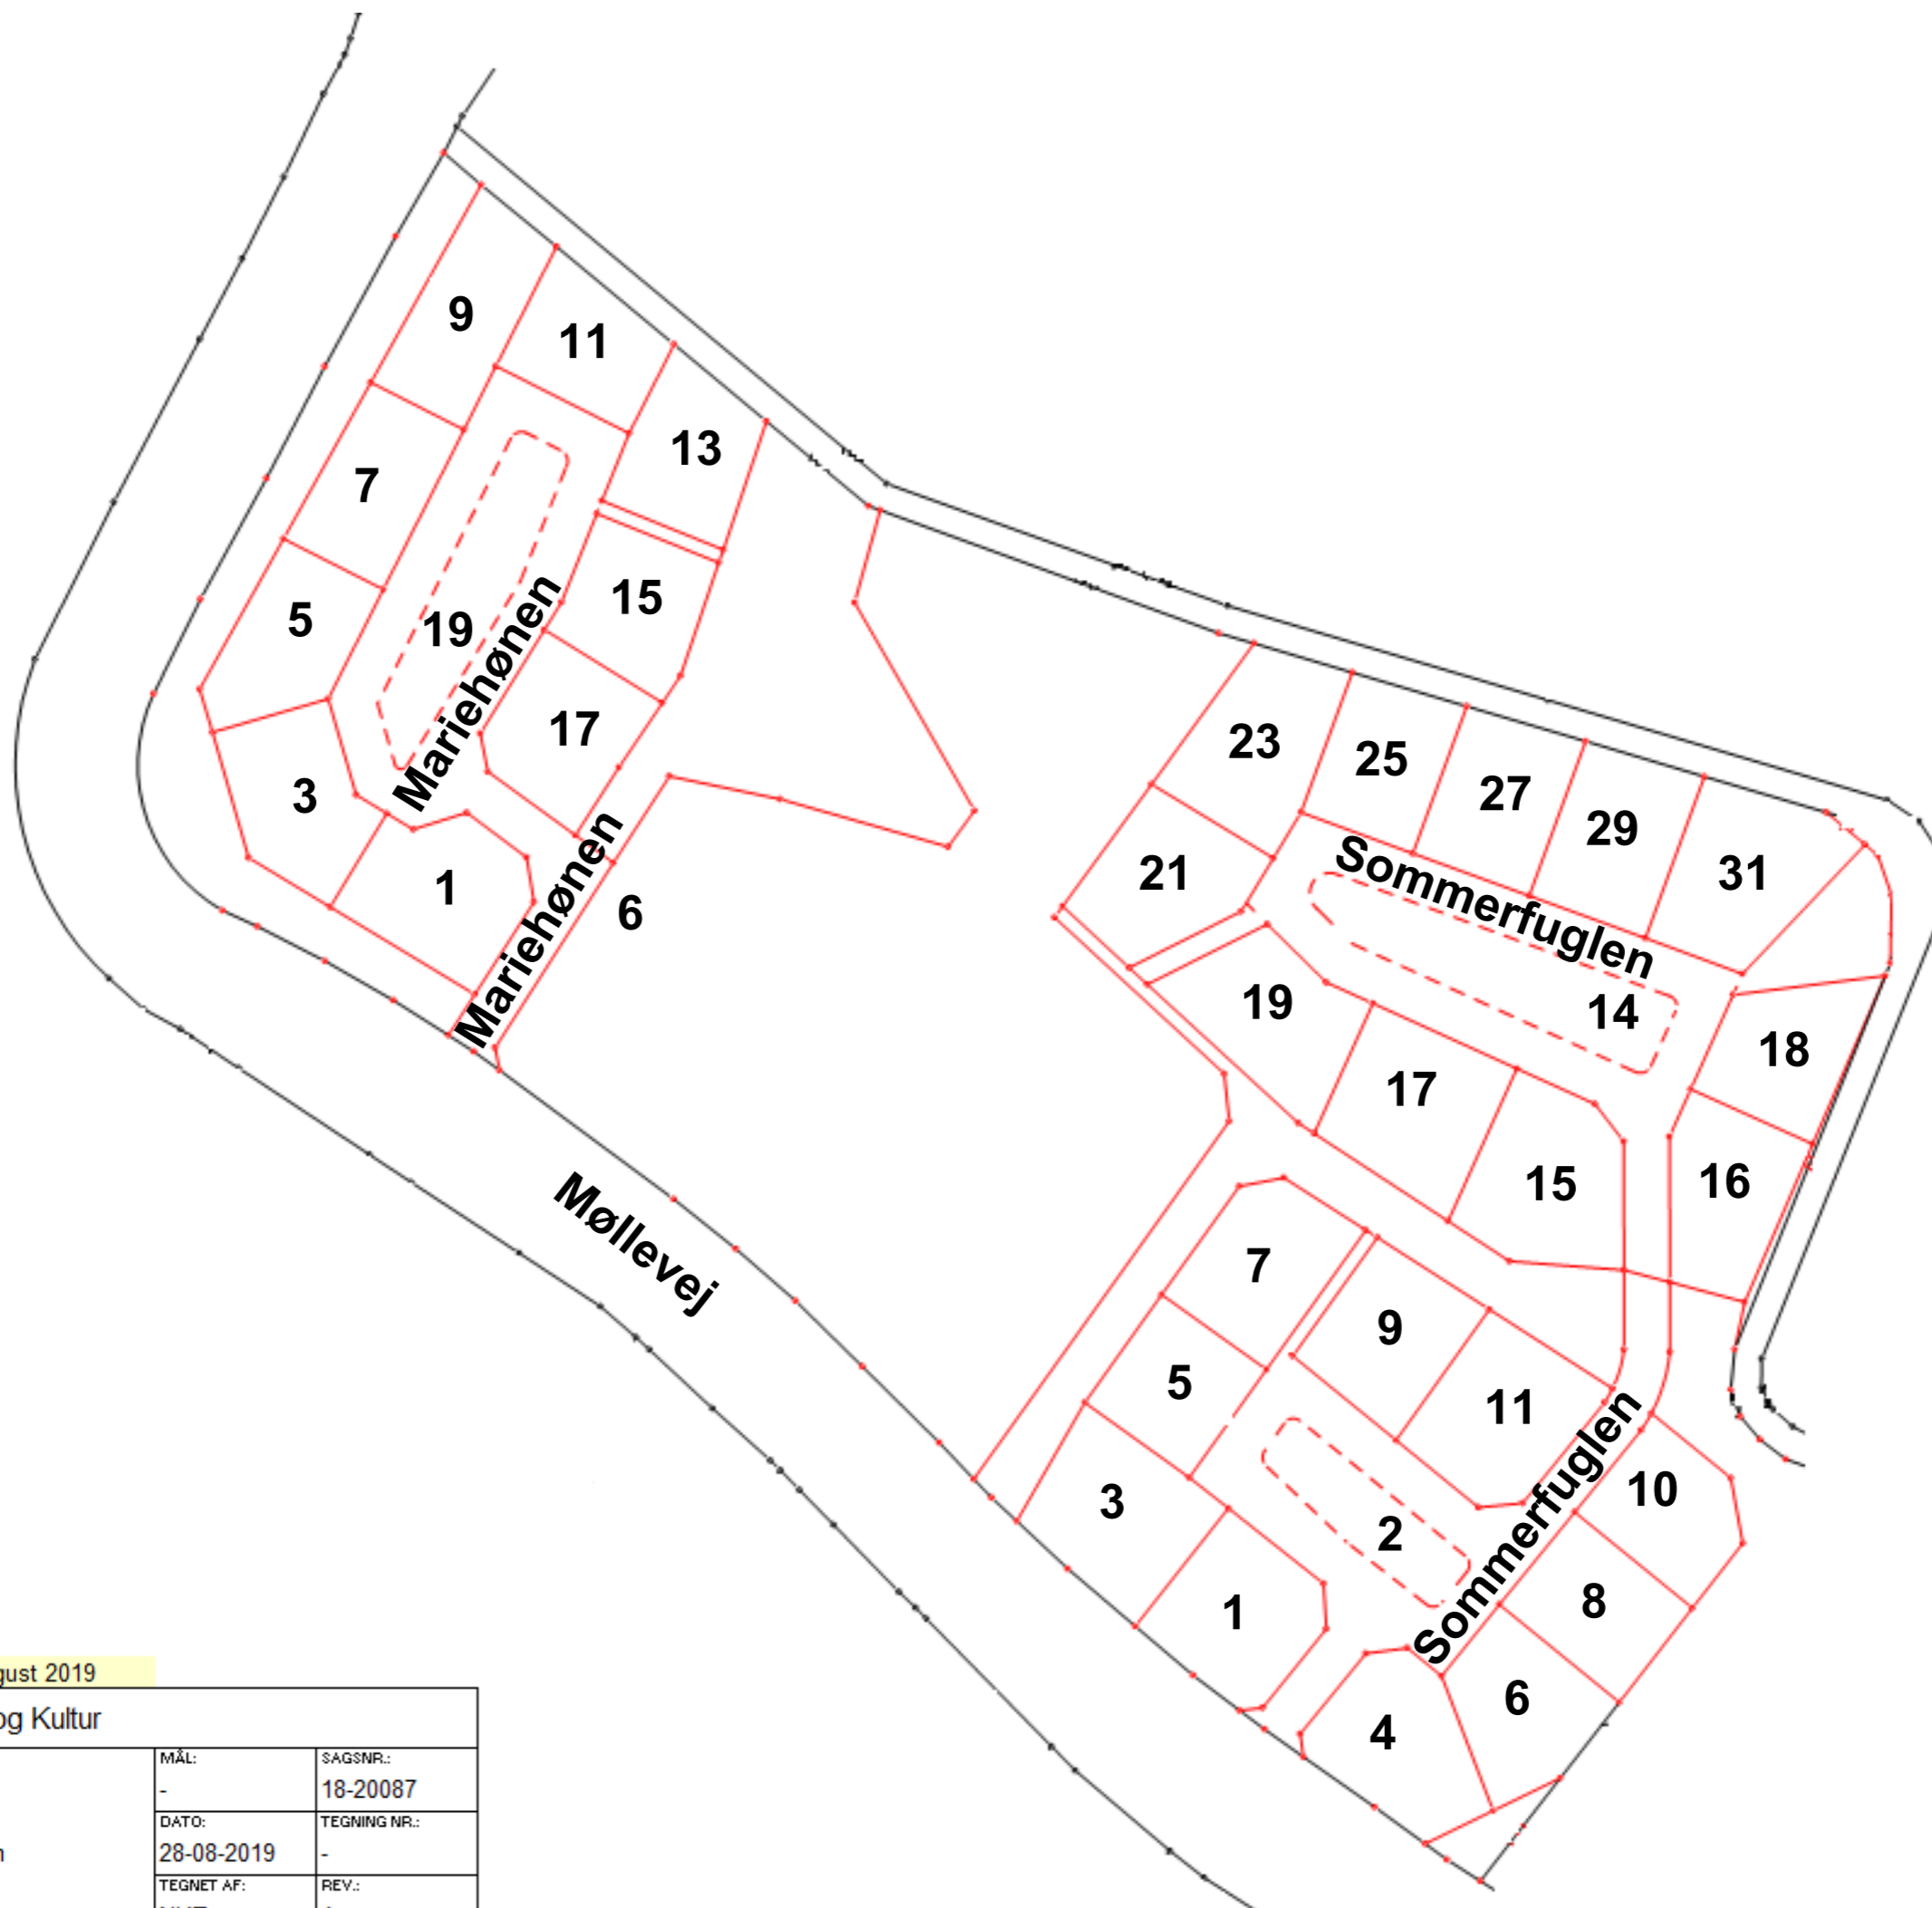 9
11
13
7
15
5
19
Mariehønen
17
3
1
Mariehønen
6
23
25
27
29
31
21
Sommerfuglen
19
14
18
17
15
16
Møllevej
7
9
5
11
3
10
2
Sommerfuglen
8
1
6
4
gust 2019
og Kultur
MÅL:
-
SAGSNR.:
18-20087
DATO:
28-08-2019
TEGNING NR.:
-
TEGNET AF:
REV.: